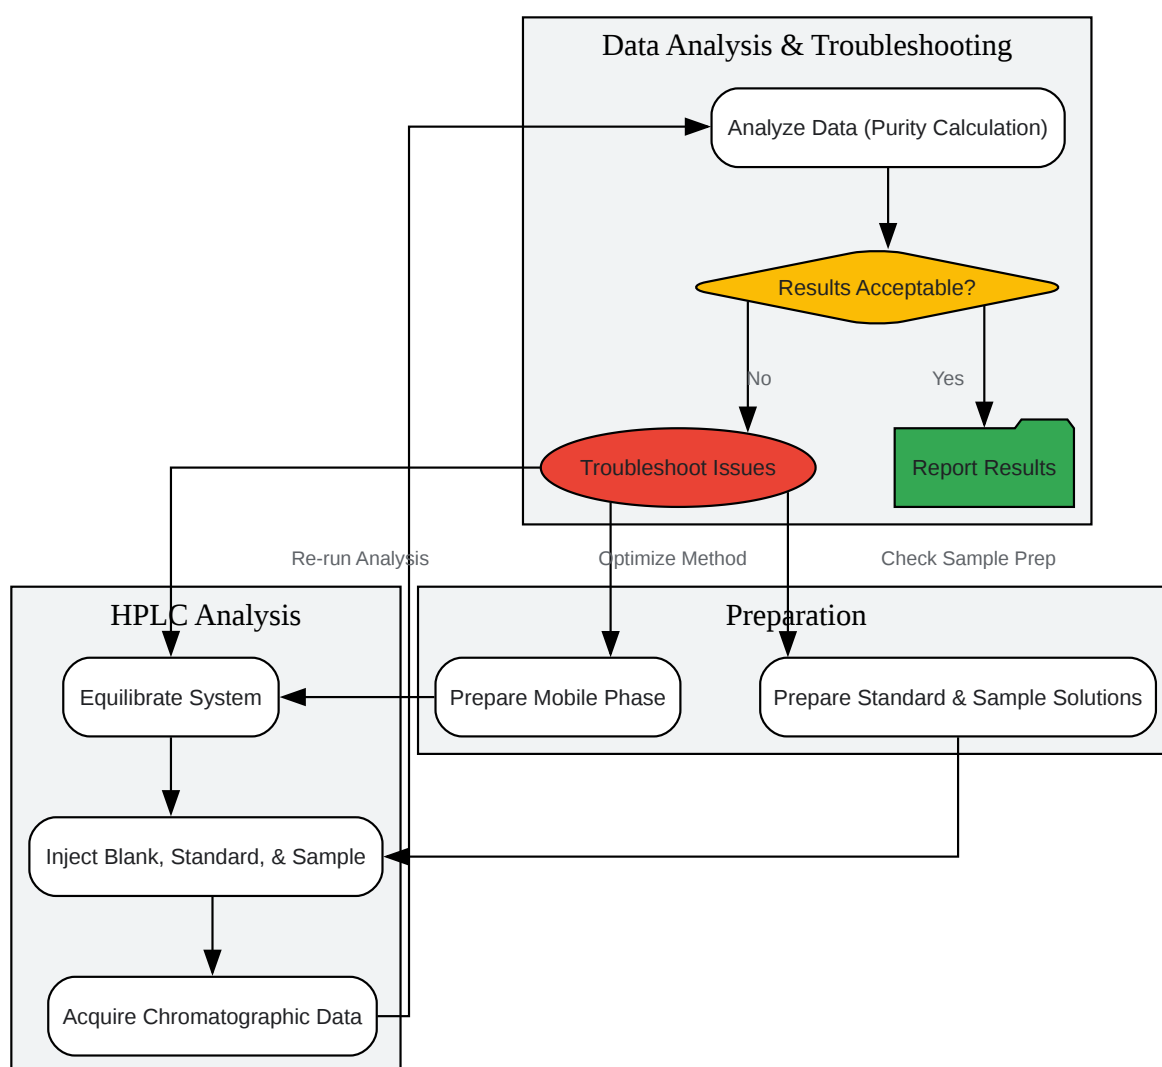 Data Analysis & Troubleshooting
Analyze Data (Purity Calculation)
Results Acceptable?
No
Yes
Troubleshoot Issues
Report Results
Re-run Analysis
Optimize Method
Check Sample Prep
HPLC Analysis
Preparation
Equilibrate System
Prepare Mobile Phase
Prepare Standard & Sample Solutions
Inject Blank, Standard, & Sample
Acquire Chromatographic Data